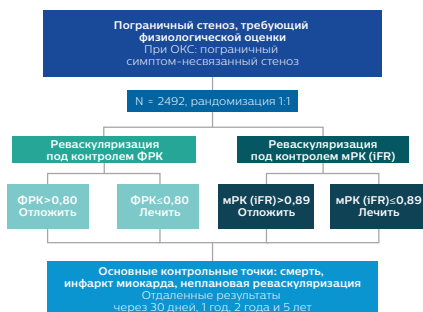 Пограничный стеноз, требующий
физиологической оценки
При ОКС: пограничный
симптом-несвязанный стеноз
N = 2492, рандомизация 1:1
Реваскуляризация
под контролем ФРК
Реваскуляризация
под контролем мРК (iFR)
ФРК>0,80
Отложить
ФРК≤0,80
Лечить
мРК (iFR)>0,89
Отложить
мРК (iFR)≤0,89
Лечить
Основные контрольные точки: смерть,
инфаркт миокарда, неплановая реваскуляризация
Отдаленные результаты
через 30 дней, 1 год, 2 года и 5 лет